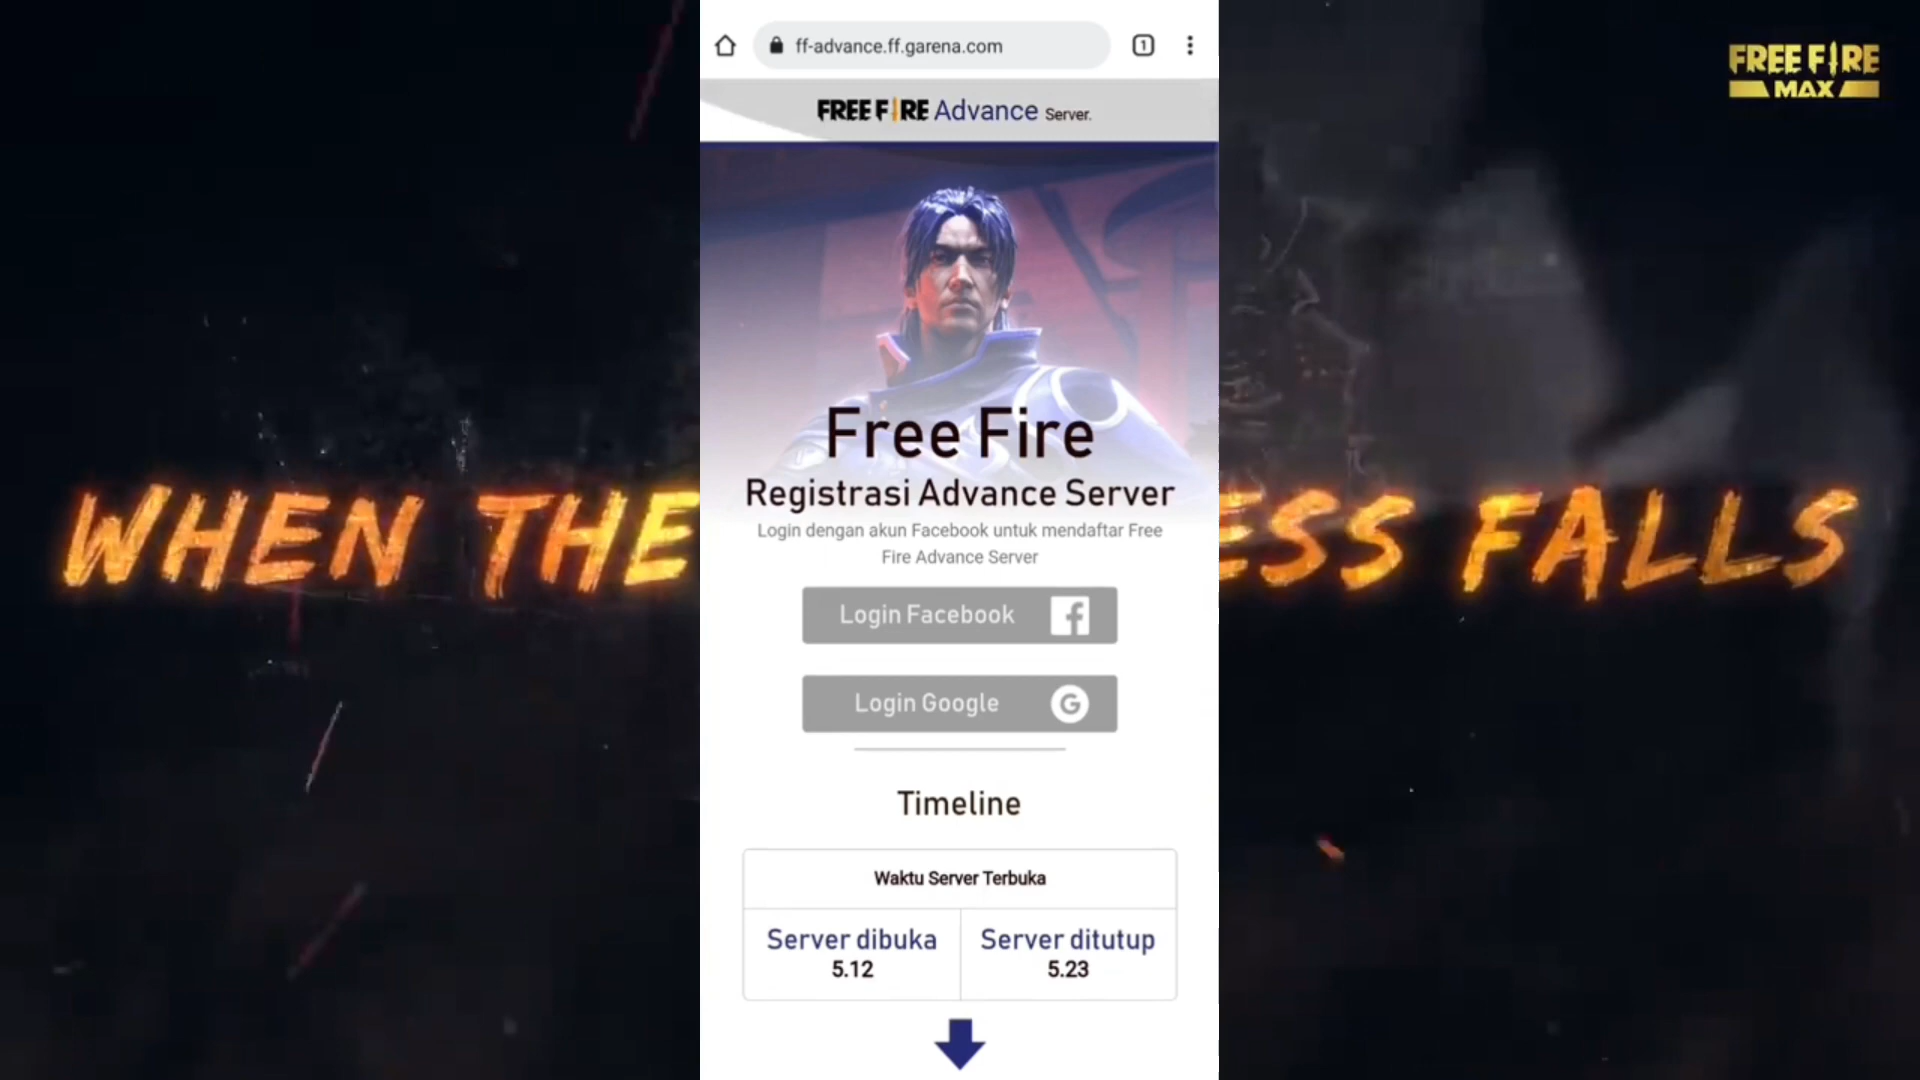 ff-advance.ff.garena.com
1
FREE FIRE
MAX
FREE FIRE Advance Server.
Free Fire
Registrasi Advance Server
WHEN THE ESS FALLS
Login dengan akun Facebook untuk mendaftar Free
Fire Advance Server
Login Facebook
Login Google
Timeline
Waktu Server Terbuka
Server dibuka
5.12
Server ditutup
5.23